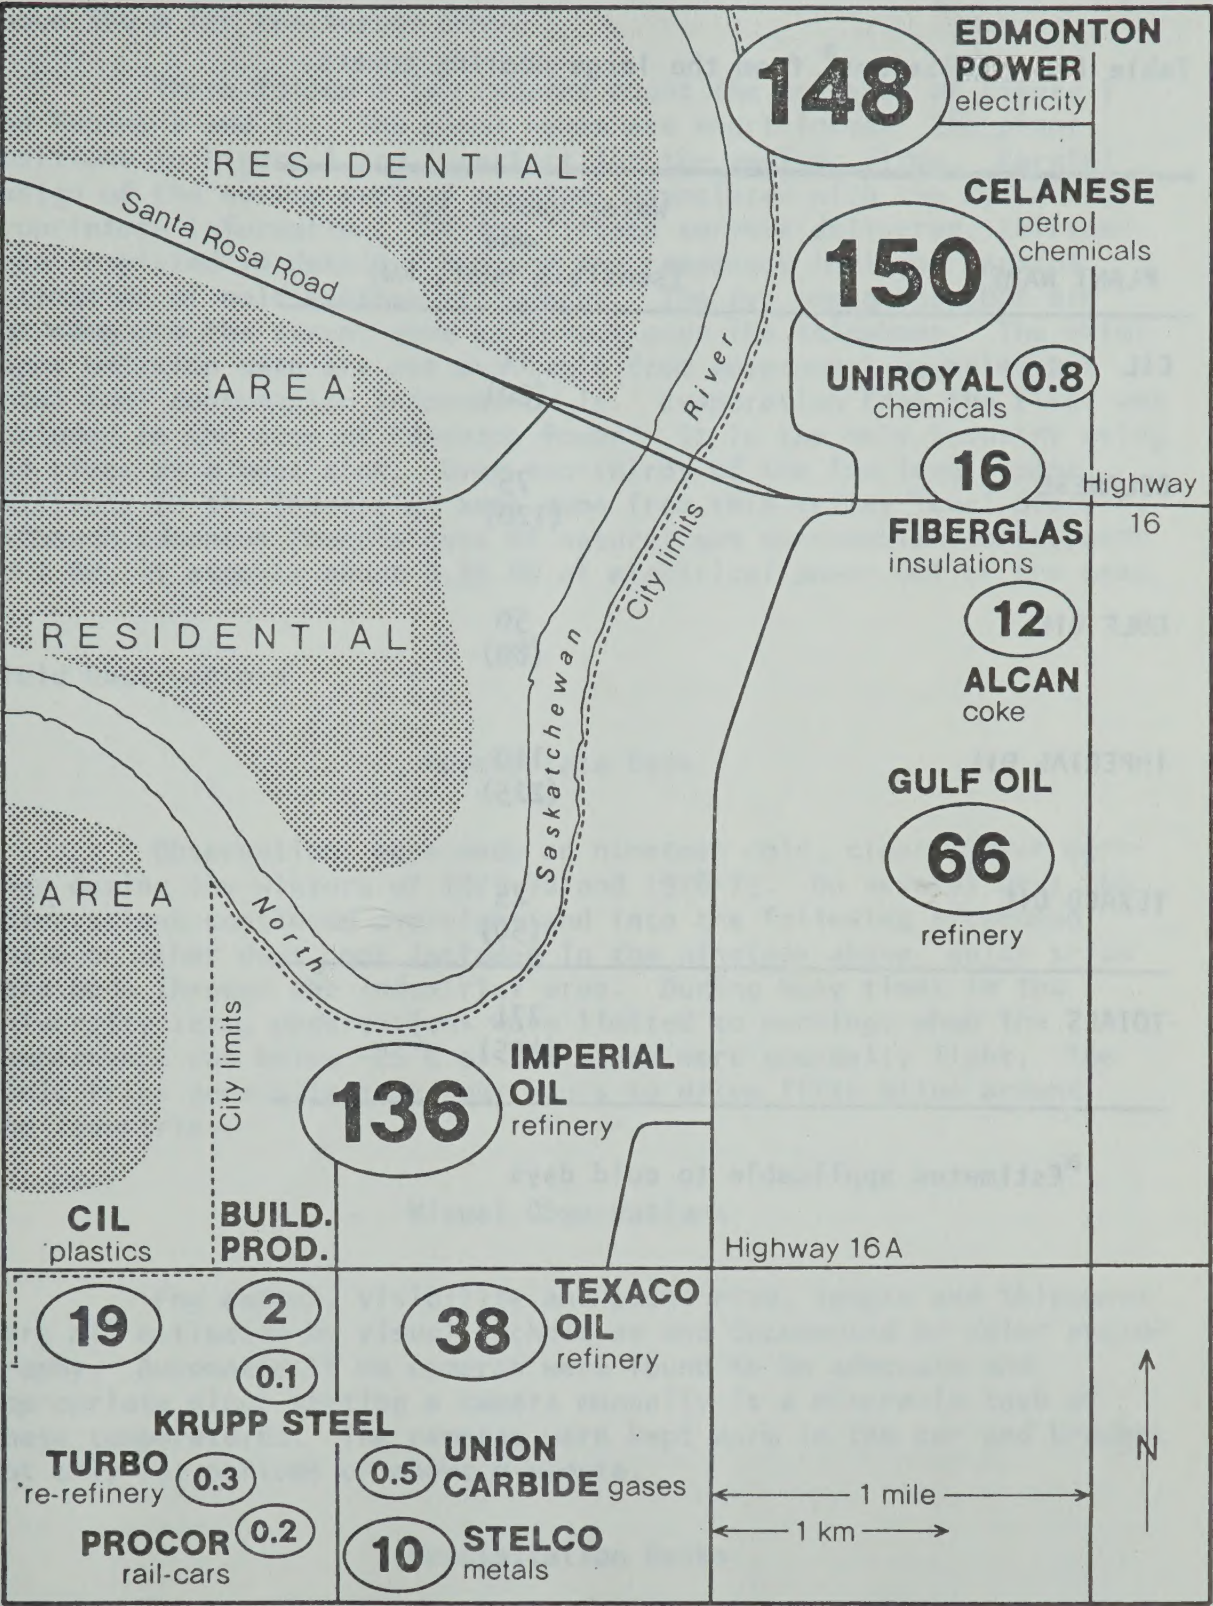 EDMONTON
POWER
electricity
148
RESIDENTIAL
CELANESE
petrol
chemicals
150
Santa Rosa Road
AREA
River
UNIROYAL 0.8
chemicals
16
Highway
16
FIBERGLAS
insulations
City limits
12
RESIDENTIAL
ALCAN
coke
Saskatchewan
GULF OIL
66
refinery
AREA
North
City limits
IMPERIAL
OIL
refinery
136
CIL
plastics
BUILD.
PROD.
Highway 16A
19
2
38
TEXACO
OIL
refinery
0.1
KRUPP STEEL
TURBO
re-refinery
0.3
0.5
UNION
CARBIDE gases
PROCOR
rail-cars
0.2
10
STELCO
metals
1 mile
1 km
N